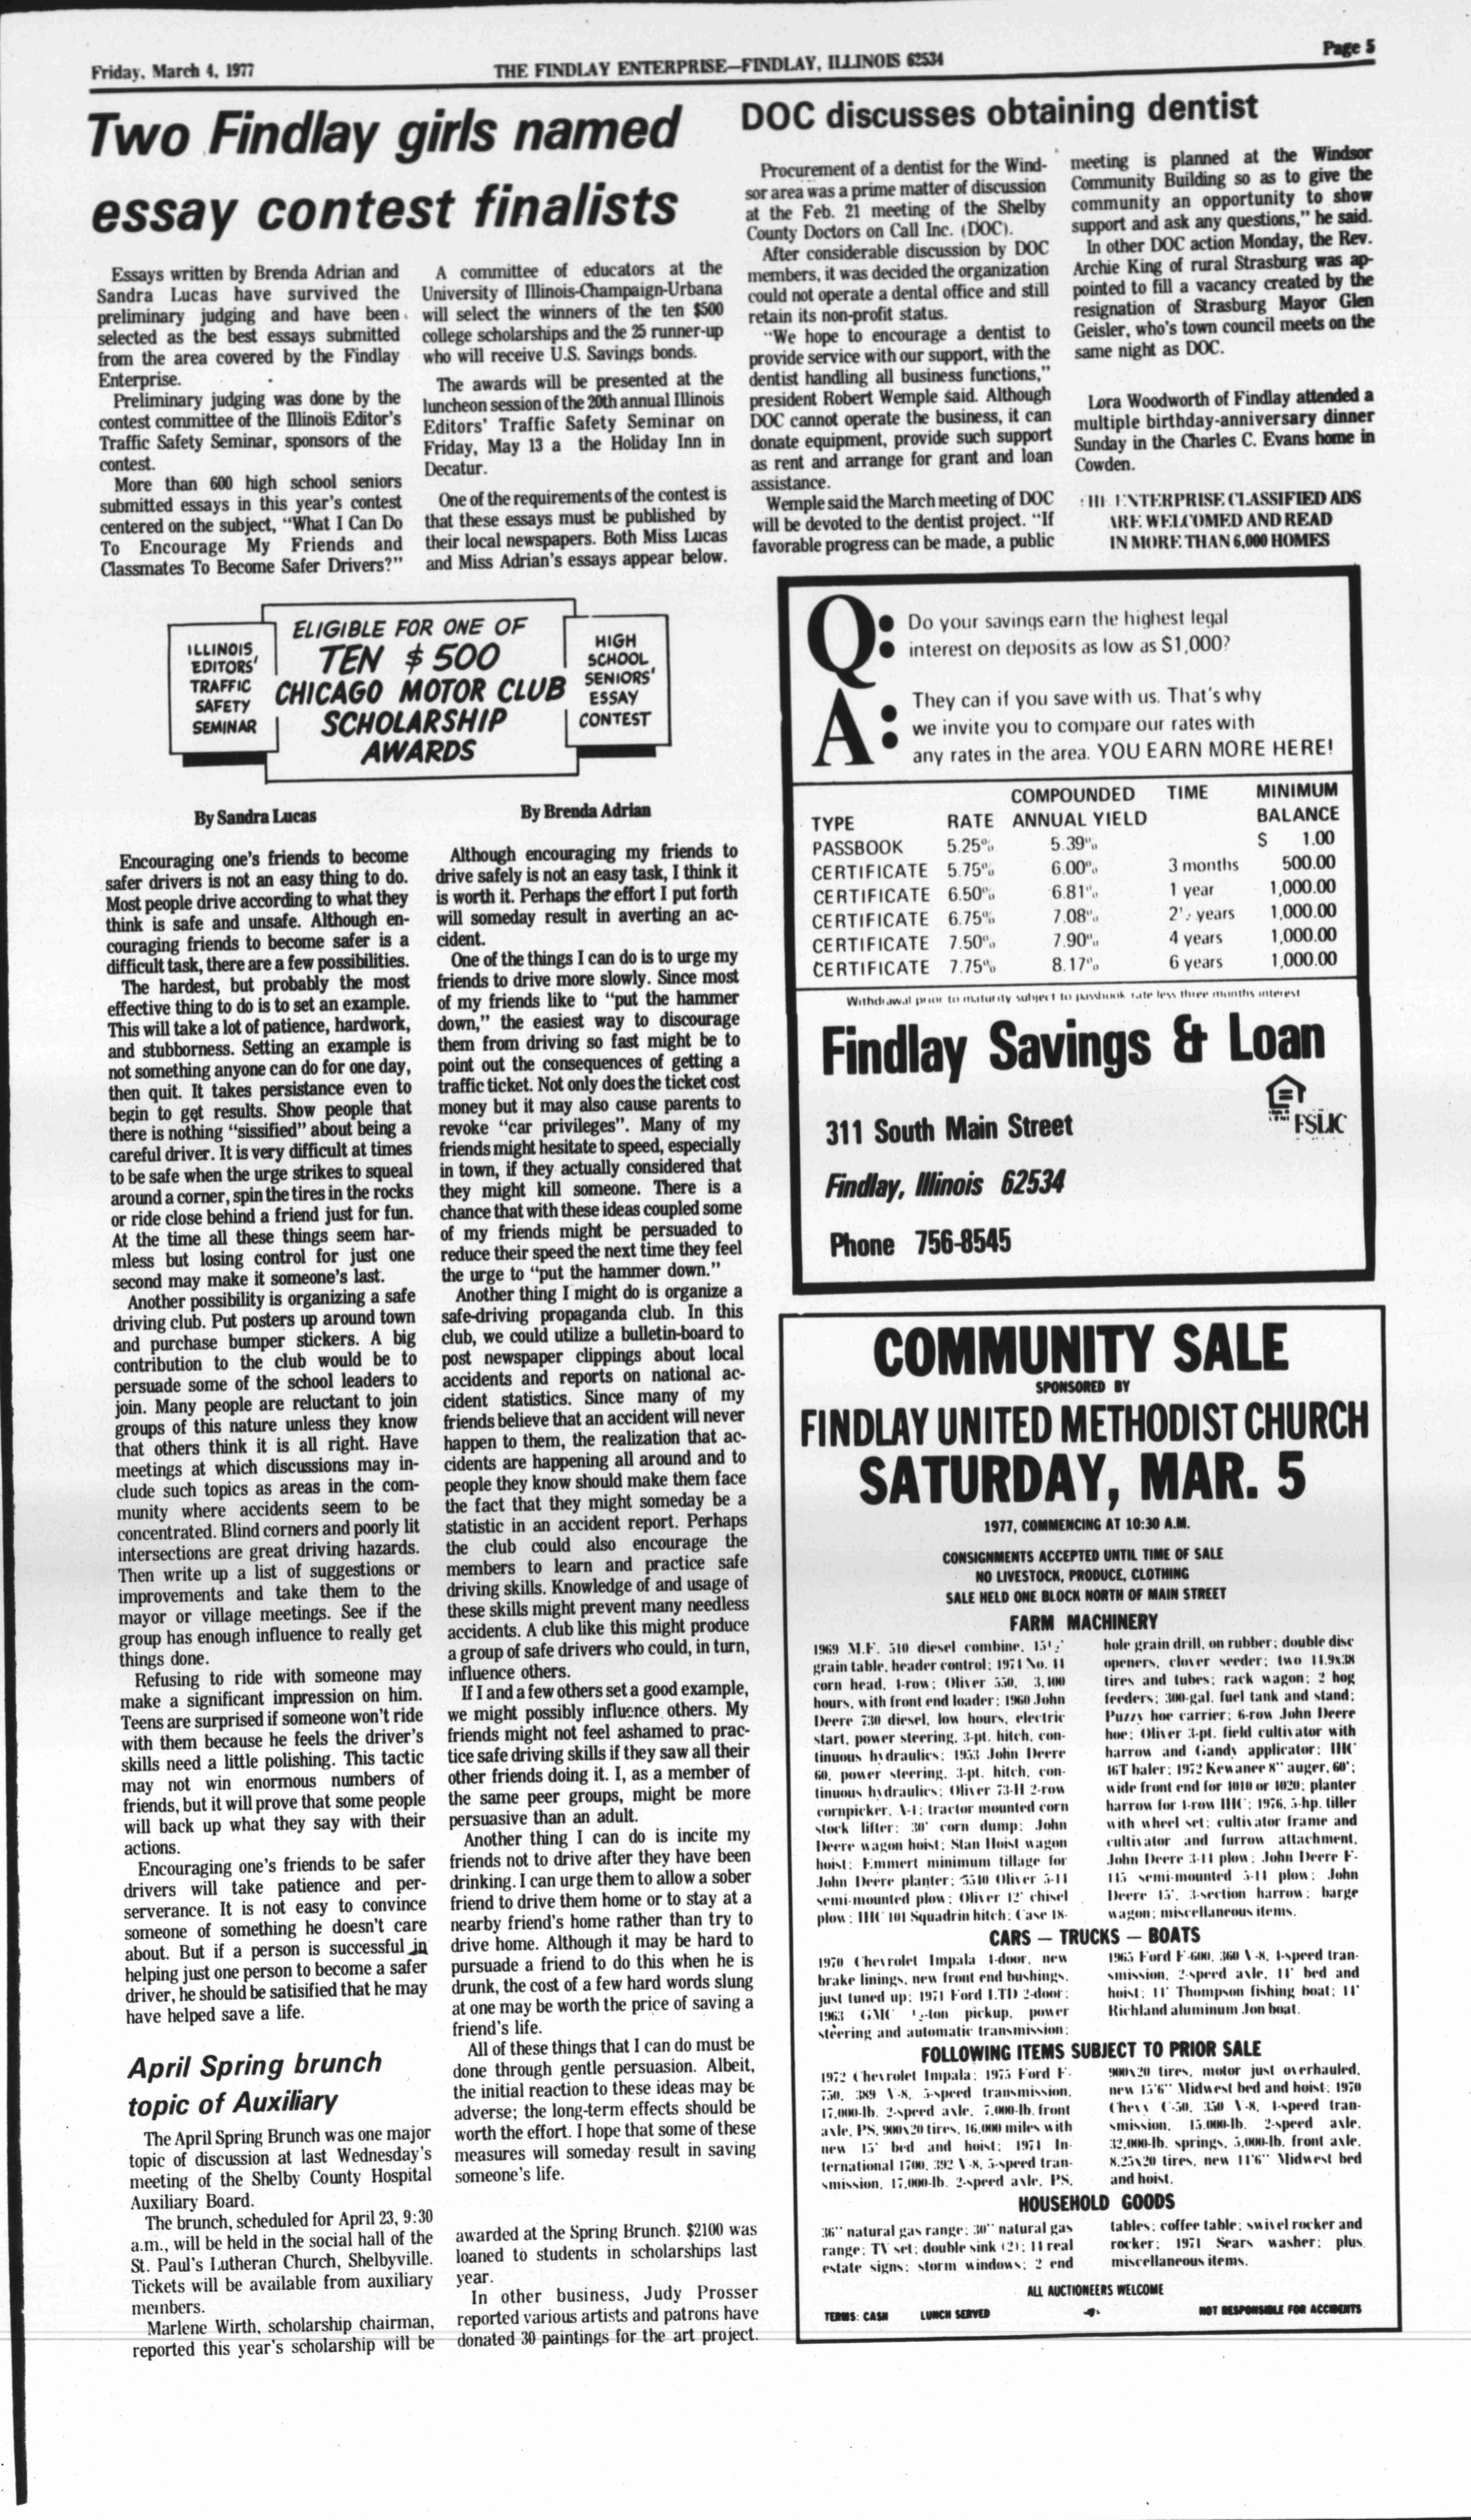 Friday, March 4, 1977
THE FINDLAY ENTERPRISE—FINDLAY, ILLINOIS 62534
Page 5
Two Findlay girls named
essay contest finalists
Essays written by Brenda Adrian and
Sandra Lucas have survived the
preliminary judging and have been
selected as the best essays submitted
from the area covered by the Findlay
Enterprise.
Preliminary judging was done by the
contest committee of the Illinois Editor's
Traffic Safety Seminar, sponsors of the
contest.
More than 600 high school seniors
submitted essays in this year's contest
centered on the subject, "What I Can Do
To Encourage My Friends and
Classmates To Become Safer Drivers?"
A committee of educators at the
University of Illinois-Champaign-Urbana
will select the winners of the ten $500
college scholarships and the 25 runner-up
who will receive U.S. Savings bonds.
The awards will be presented at the
luncheon session of the 20th annual Illinois
Editors' Traffic Safety Seminar on
Friday, May 13 a the Holiday Inn in
Decatur.
One of the requirements of the contest is
that these essays must be published by
their local newspapers. Both Miss Lucas
and Miss Adrian's essays appear below.
DOC discusses obtaining dentist
Procurement of a dentist for the Wind-
sor area was a prime matter of discussion
at the Feb. 21 meeting of the Shelby
County Doctors on Call Inc. (DOC).
After considerable discussion by DOC
members, it was decided the organization
could not operate a dental office and still
retain its non-profit status.
"We hope to encourage a dentist to
provide service with our support, with the
dentist handling all business functions,"
president Robert Wemple said. Although
DOC cannot operate the business, it can
donate equipment, provide such support
as rent and arrange for grant and loan
assistance.
Wemple said the March meeting of DOC
will be devoted to the dentist project. "If
favorable progress can be made, a public
meeting is planned at the Windsor
Community Building so as to give the
community an opportunity to show
support and ask any questions," he said.
In other DOC action Monday, the Rev.
Archie King of rural Strasburg was ap-
pointed to fill a vacancy created by the
resignation of Strasburg Mayor Glen
Geisler, who's town council meets on the
same night as DOC.
Lora Woodworth of Findlay attended a
multiple birthday-anniversary dinner
Sunday in the Charles C. Evans home in
Cowden.
ENTERPRISE CLASSIFIED ADS
ARE WELCOMED AND READ
IN MORE THAN 6,000 HOMES
ILLINOIS
EDITORS'
TRAFFIC
SAFETY
SEMINAR
ELIGIBLE FOR ONE OF
TEN $500
CHICAGO MOTOR CLUB
SCHOLARSHIP
AWARDS
HIGH
SCHOOL
SENIORS'
ESSAY
CONTEST
By Sandra Lucas
Encouraging one's friends to become
safer drivers is not an easy thing to do.
Most people drive according to what they
think is safe and unsafe. Although en-
couraging friends to become safer is a
difficult task, there are a few possibilities.
The hardest, but probably the most
effective thing to do is to set an example.
This will take a lot of patience, hardwork,
and stubborness. Setting an example is
not something anyone can do for one day,
then quit. It takes persistance even to
begin to get results. Show people that
there is nothing "sissified" about being a
careful driver. It is very difficult at times
to be safe when the urge strikes to squeal
around a corner, spin the tires in the rocks
or ride close behind a friend just for fun.
At the time all these things seem har-
mless but losing control for just one
second may make it someone's last.
Another possibility is organizing a safe
driving club. Put posters up around town
and purchase bumper stickers. A big
contribution to the club would be to
persuade some of the school leaders to
join. Many people are reluctant to join
groups of this nature unless they know
that others think it is all right. Have
meetings at which discussions may in-
clude such topics as areas in the com-
munity where accidents seem to be
concentrated. Blind corners and poorly lit
intersections are great driving hazards.
Then write up a list of suggestions or
improvements and take them to the
mayor or village meetings. See if the
group has enough influence to really get
things done.
Refusing to ride with someone may
make a significant impression on him.
Teens are surprised if someone won't ride
with them because he feels the driver's
skills need a little polishing. This tactic
may not win enormous numbers of
friends, but it will prove that some people
will back up what they say with their
actions.
Encouraging one's friends to be safer
drivers will take patience and per-
serverance. It is not easy to convince
someone of something he doesn't care
about. But if a person is successful in
helping just one person to become a safer
driver, he should be satisified that he may
have helped save a life.
By Brenda Adrian
Although encouraging my friends to
drive safely is not an easy task, I think it
is worth it. Perhaps the effort I put forth
will someday result in averting an ac-
cident.
One of the things I can do is to urge my
friends to drive more slowly. Since most
of my friends like to "put the hammer
down," the easiest way to discourage
them from driving so fast might be to
point out the consequences of getting a
traffic ticket. Not only does the ticket cost
money but it may also cause parents to
revoke "car privileges". Many of my
friends might hesitate to speed, especially
in town, if they actually considered that
they might kill someone. There is a
chance that with these ideas coupled some
of my friends might be persuaded to
reduce their speed the next time they feel
the urge to "put the hammer down."
Another thing I might do is organize a
safe-driving propaganda club. In this
club, we could utilize a bulletin-board to
post newspaper clippings about local
accidents and reports on national ac-
cident statistics. Since many of my
friends believe that an accident will never
happen to them, the realization that ac-
cidents are happening all around and to
people they know should make them face
the fact that they might someday be a
statistic in an accident report. Perhaps
the club could also encourage the
members to learn and practice safe
driving skills. Knowledge of and usage of
these skills might prevent many needless
accidents. A club like this might produce
a group of safe drivers who could, in turn,
influence others.
If I and a few others set a good example,
we might possibly influence others. My
friends might not feel ashamed to prac-
tice safe driving skills if they saw all their
other friends doing it. I, as a member of
the same peer groups, might be more
persuasive than an adult.
Another thing I can do is incite my
friends not to drive after they have been
drinking. I can urge them to allow a sober
friend to drive them home or to stay at a
nearby friend's home rather than try to
drive home. Although it may be hard to
pursuade a friend to do this when he is
drunk, the cost of a few hard words slung
at one may be worth the price of saving a
friend's life.
All of these things that I can do must be
done through gentle persuasion. Albeit,
the initial reaction to these ideas may be
adverse; the long-term effects should be
worth the effort. I hope that some of these
measures will someday result in saving
someone's life.
April Spring brunch
topic of Auxiliary
The April Spring Brunch was one major
topic of discussion at last Wednesday's
meeting of the Shelby County Hospital
Auxiliary Board.
The brunch, scheduled for April 23, 9:30
a.m., will be held in the social hall of the
St. Paul's Lutheran Church, Shelbyville.
Tickets will be available from auxiliary
members.
Marlene Wirth, scholarship chairman,
reported this year's scholarship will be
awarded at the Spring Brunch. $2100 was
loaned to students in scholarships last
year.
In other business, Judy Prosser
reported various artists and patrons have
donated 30 paintings for the art project.
Q: Do your savings earn the highest legal
interest on deposits as low as $1,000?
A: They can if you save with us. That's why
we invite you to compare our rates with
any rates in the area. YOU EARN MORE HERE!
COMPOUNDED TIME MINIMUM
TYPE RATE ANNUAL YIELD BALANCE
PASSBOOK 5.25% 5.39% $ 1.00
CERTIFICATE 5.75% 6.00% 3 months 500.00
CERTIFICATE 6.50% 6.81% 1 year 1,000.00
CERTIFICATE 6.75% 7.08% 2½ years 1,000.00
CERTIFICATE 7.50% 7.90% 4 years 1,000.00
CERTIFICATE 7.75% 8.17% 6 years 1,000.00
Withdrawal prior to maturity subject to passbook rate less three months interest
Findlay Savings & Loan
311 South Main Street
FSLIC
Findlay, Illinois 62534
Phone 756-8545
COMMUNITY SALE
SPONSORED BY
FINDLAY UNITED METHODIST CHURCH
SATURDAY, MAR. 5
1977, COMMENCING AT 10:30 A.M.
CONSIGNMENTS ACCEPTED UNTIL TIME OF SALE
NO LIVESTOCK, PRODUCE, CLOTHING
SALE HELD ONE BLOCK NORTH OF MAIN STREET
FARM MACHINERY
1969 M.F. 510 diesel combine, 15½'
grain table, header control; 1974 No. 44
corn head, 4-row; Oliver 550, 3,400
hours, with front end loader; 1960 John
Deere 730 diesel, low hours, electric
start, power steering, 3-pt. hitch, con-
tinuous hydraulics; 1953 John Deere
60, power steering, 3-pt. hitch, con-
tinuous hydraulics; Oliver 73-H 2-row
cornpicker, A-1; tractor mounted corn
stock lifter; 30' corn dump; John
Deere wagon hoist; Stan Hoist wagon
hoist; Emmert minimum tillage for
John Deere planter; 5540 Oliver 5-14
semi-mounted plow; Oliver 12' chisel
plow; IHC 101 Squadrin hitch; Case 18-
hole grain drill, on rubber; double disc
openers, clover seeder; two 14.9x38
tires and tubes; rack wagon; 2 hog
feeders; 300-gal. fuel tank and stand;
Puzzy hoe carrier; 6-row John Deere
hoe; Oliver 3-pt. field cultivator with
harrow and Gandy applicator; IHC
16T baler; 1972 Kewanee 8" auger, 60';
wide front end for 1010 or 4020; planter
harrow for 4-row IHC; 1976, 5-hp. tiller
with wheel set; cultivator frame and
cultivator and furrow attachment,
John Deere 3-14 plow; John Deere F-
145 semi-mounted 5-14 plow; John
Deere 15', 3-section harrow; barge
wagon; miscellaneous items.
CARS — TRUCKS — BOATS
1970 Chevrolet Impala 4-door, new
brake linings, new front end bushings,
just tuned up; 1971 Ford LTD 2-door;
1963 GMC ½-ton pickup, power
steering and automatic transmission;
1965 Ford F-600, 360 V-8, 4-speed tran-
smission, 2-speed axle, 14' bed and
hoist; 14' Thompson fishing boat; 14'
Richland aluminum Jon boat.
FOLLOWING ITEMS SUBJECT TO PRIOR SALE
1972 Chevrolet Impala; 1975 Ford F-
750, 389 V-8, 5-speed transmission,
17,000-lb. 2-speed axle, 7,000-lb. front
axle, PS, 900x20 tires, 16,000 miles with
new 15' bed and hoist; 1974 In-
ternational 1700, 392 V-8, 5-speed tran-
smission, 17,000-lb. 2-speed axle, PS,
900x20 tires, motor just overhauled,
new 15'6" Midwest bed and hoist; 1970
Chevy C-50, 350 V-8, 4-speed tran-
smission, 15,000-lb. 2-speed axle,
32,000-lb. springs, 5,000-lb. front axle,
8.25x20 tires, new 14'6" Midwest bed
and hoist.
HOUSEHOLD GOODS
36" natural gas range; 30" natural gas
range; TV set; double sink (2); 14 real
estate signs; storm windows; 2 end
tables; coffee table; swivel rocker and
rocker; 1971 Sears washer; plus
miscellaneous items.
ALL AUCTIONEERS WELCOME
TERMS: CASH LUNCH SERVED NOT RESPONSIBLE FOR ACCIDENTS